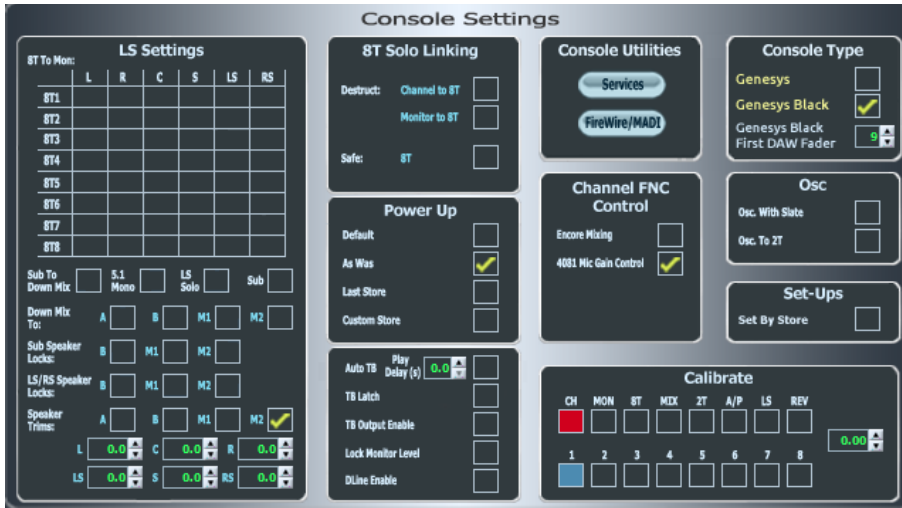 Console Settings
LS Settings
8T To Mon:
L R C S LS RS
8T1
8T2
8T3
8T4
8T5
8T6
8T7
8T8
Sub To Down Mix
5.1 Mono
LS Solo
Sub
Down Mix To: A B M1 M2
Sub Speaker Locks: B M1 M2
LS/RS Speaker Locks: B M1 M2
Speaker Trims: A B M1 M2
L 0.0 C 0.0 R 0.0
LS 0.0 S 0.0 RS 0.0
8T Solo Linking
Destruct: Channel to 8T
Monitor to 8T
Safe: 8T
Power Up
Default
As Was
Last Store
Custom Store
Auto TB Play Delay (s) 0.0
TB Latch
TB Output Enable
Lock Monitor Level
DLine Enable
Console Utilities
Services
FireWire/MADI
Channel FNC
Control
Encore Mixing
4081 Mic Gain Control
Console Type
Genesys
Genesys Black
Genesys Black
First DAW Fader 9
Osc
Osc. With Slate
Osc. To 2T
Set-Ups
Set By Store
Calibrate
CH MON 8T MIX 2T A/P LS REV
0.00
1 2 3 4 5 6 7 8